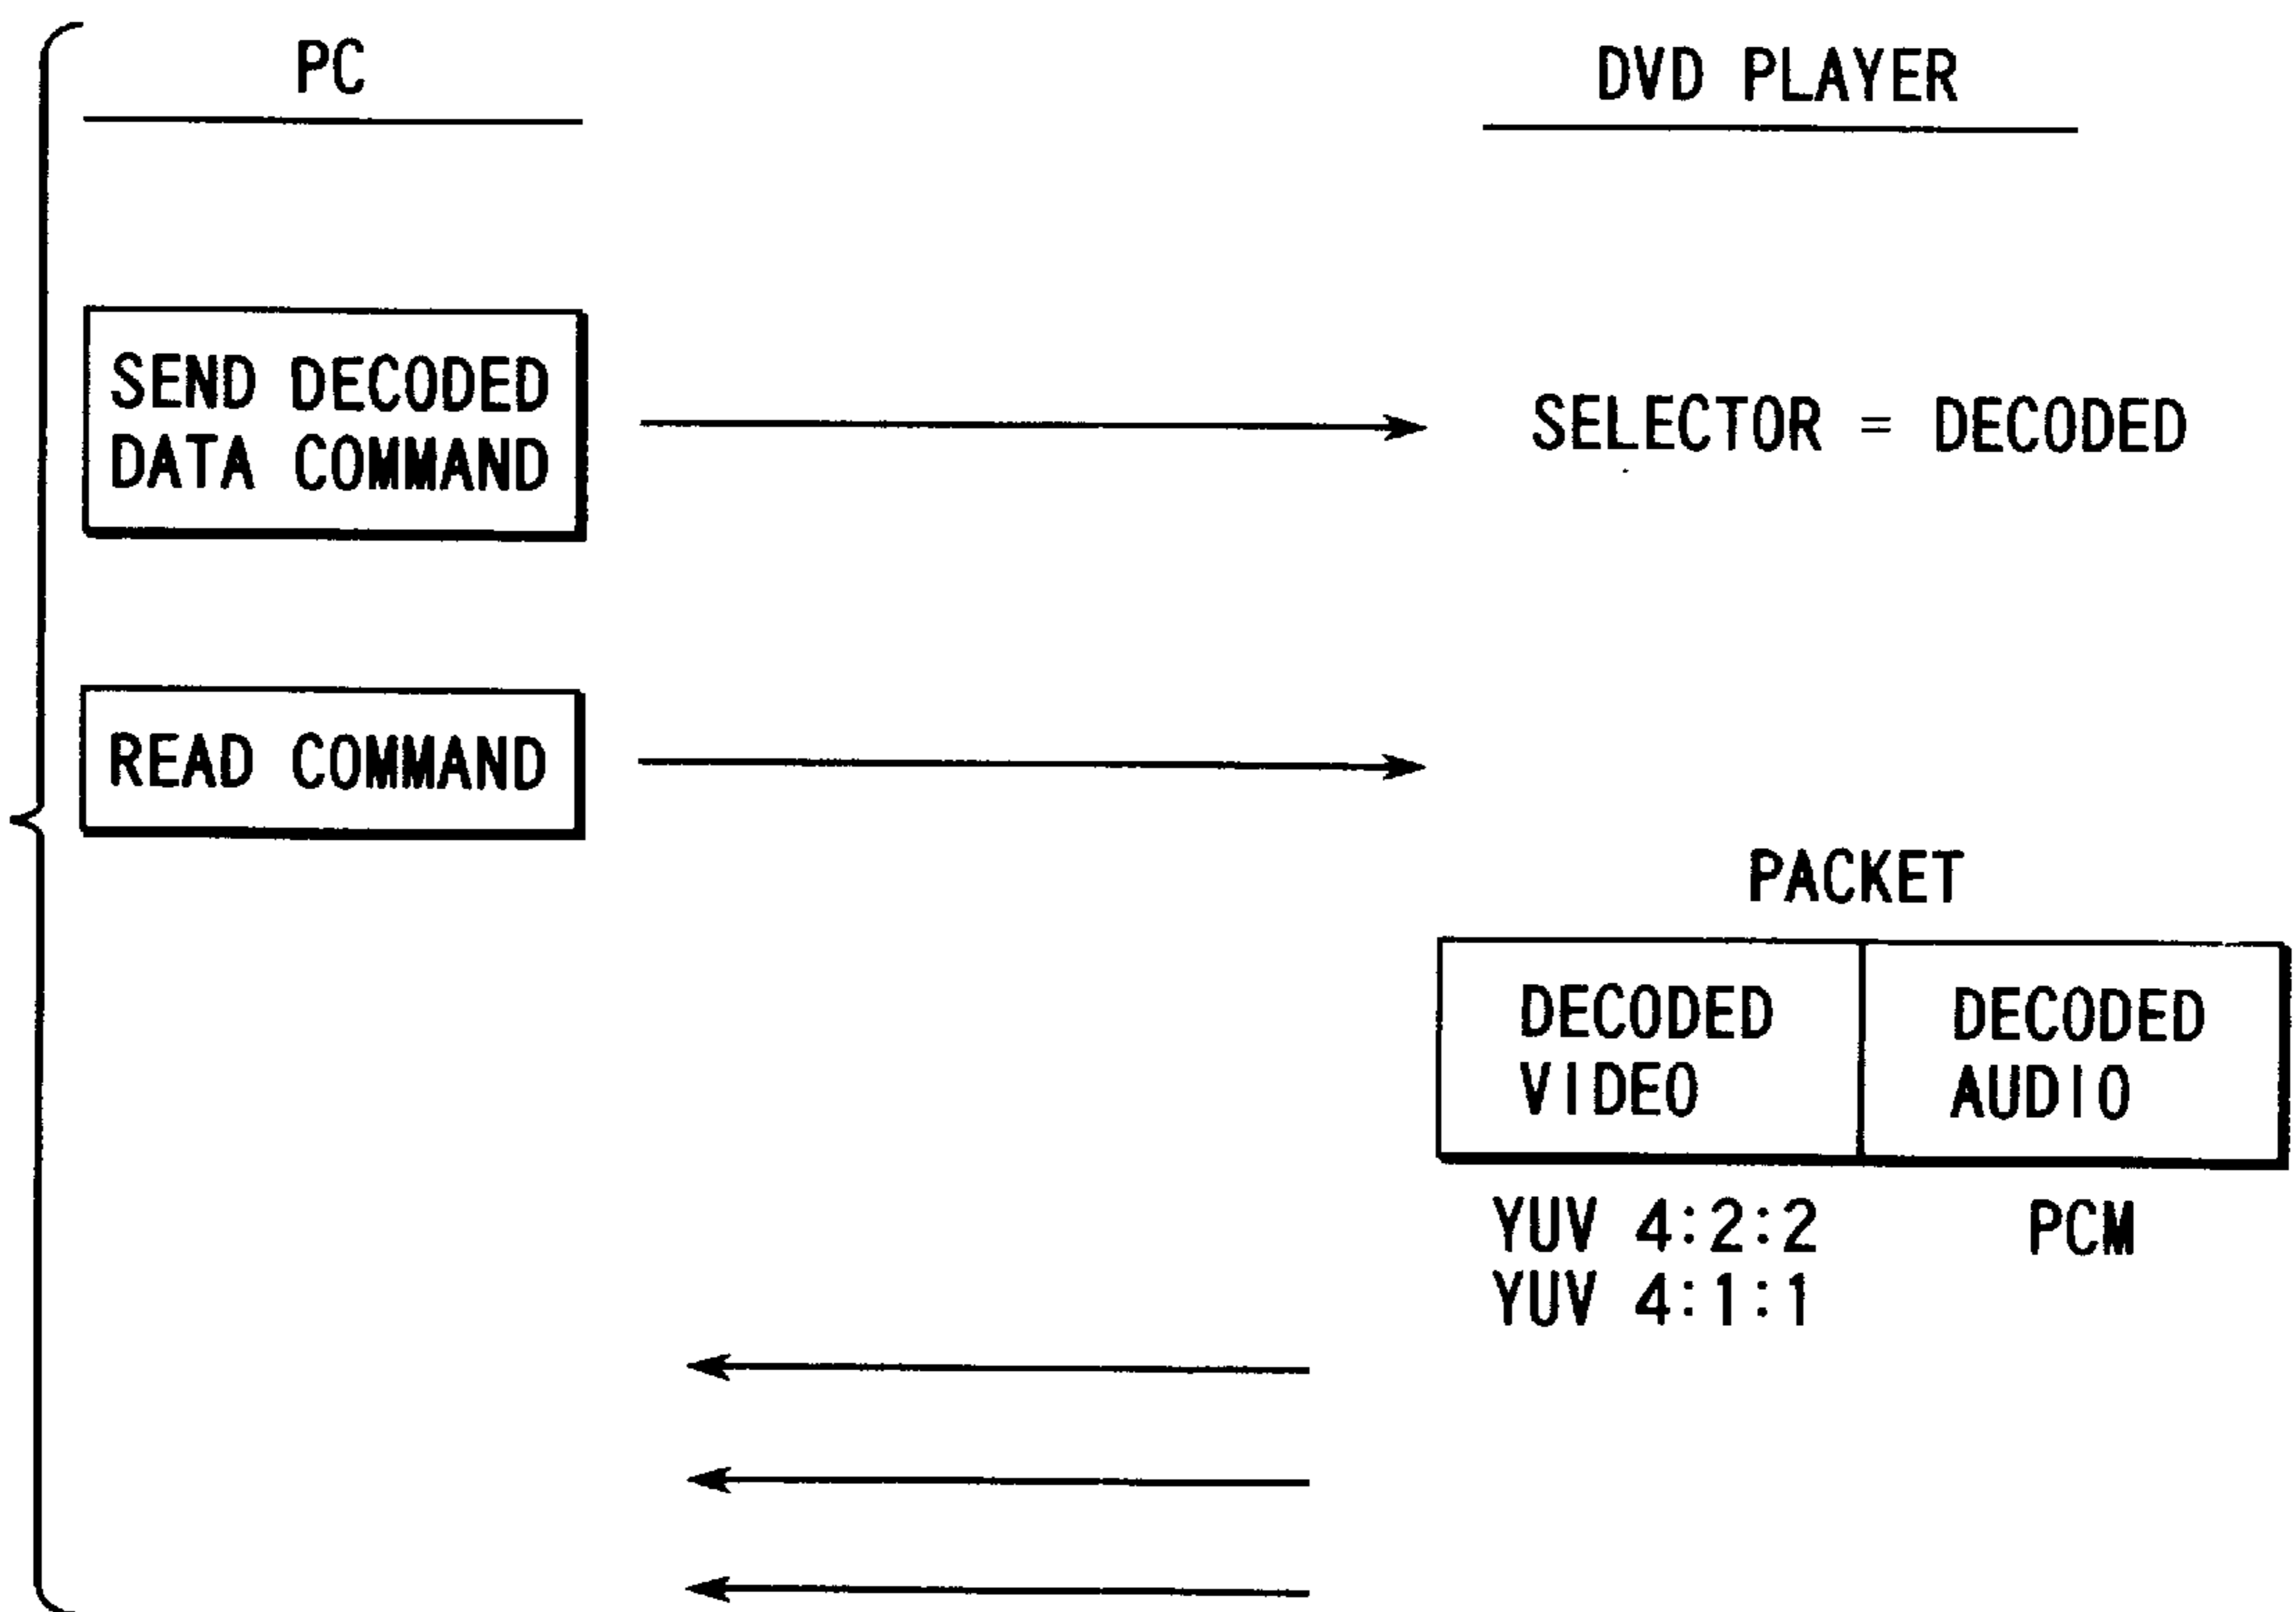 PC
DVD PLAYER
SEND DECODED
DATA COMMAND
SELECTOR = DECODED
READ COMMAND
PACKET
DECODED
VIDEO
DECODED
AUDIO
YUV 4:2:2
YUV 4:1:1
PCM